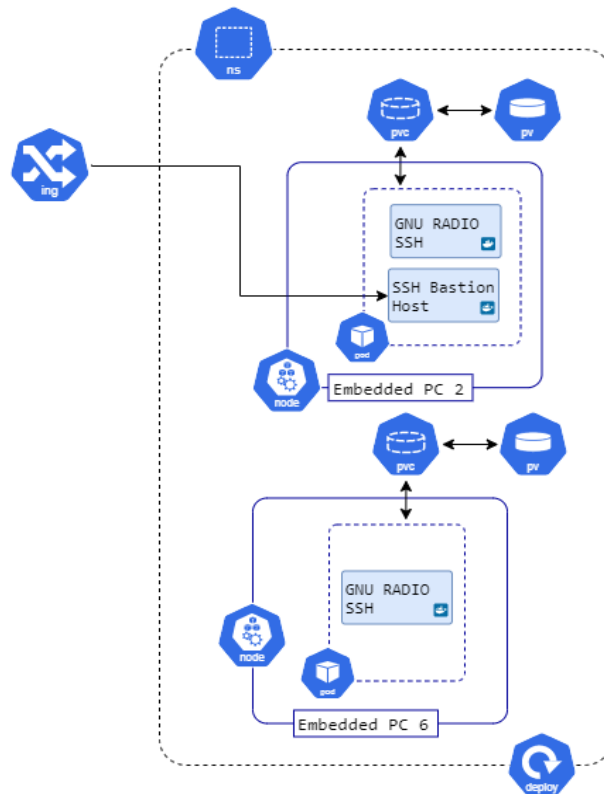 ns
pvc
pv
ing
GNU RADIO
SSH
SSH Bastion
Host
pod
node
Embedded PC 2
pvc
pv
GNU RADIO
SSH
node
pod
Embedded PC 6
deploy